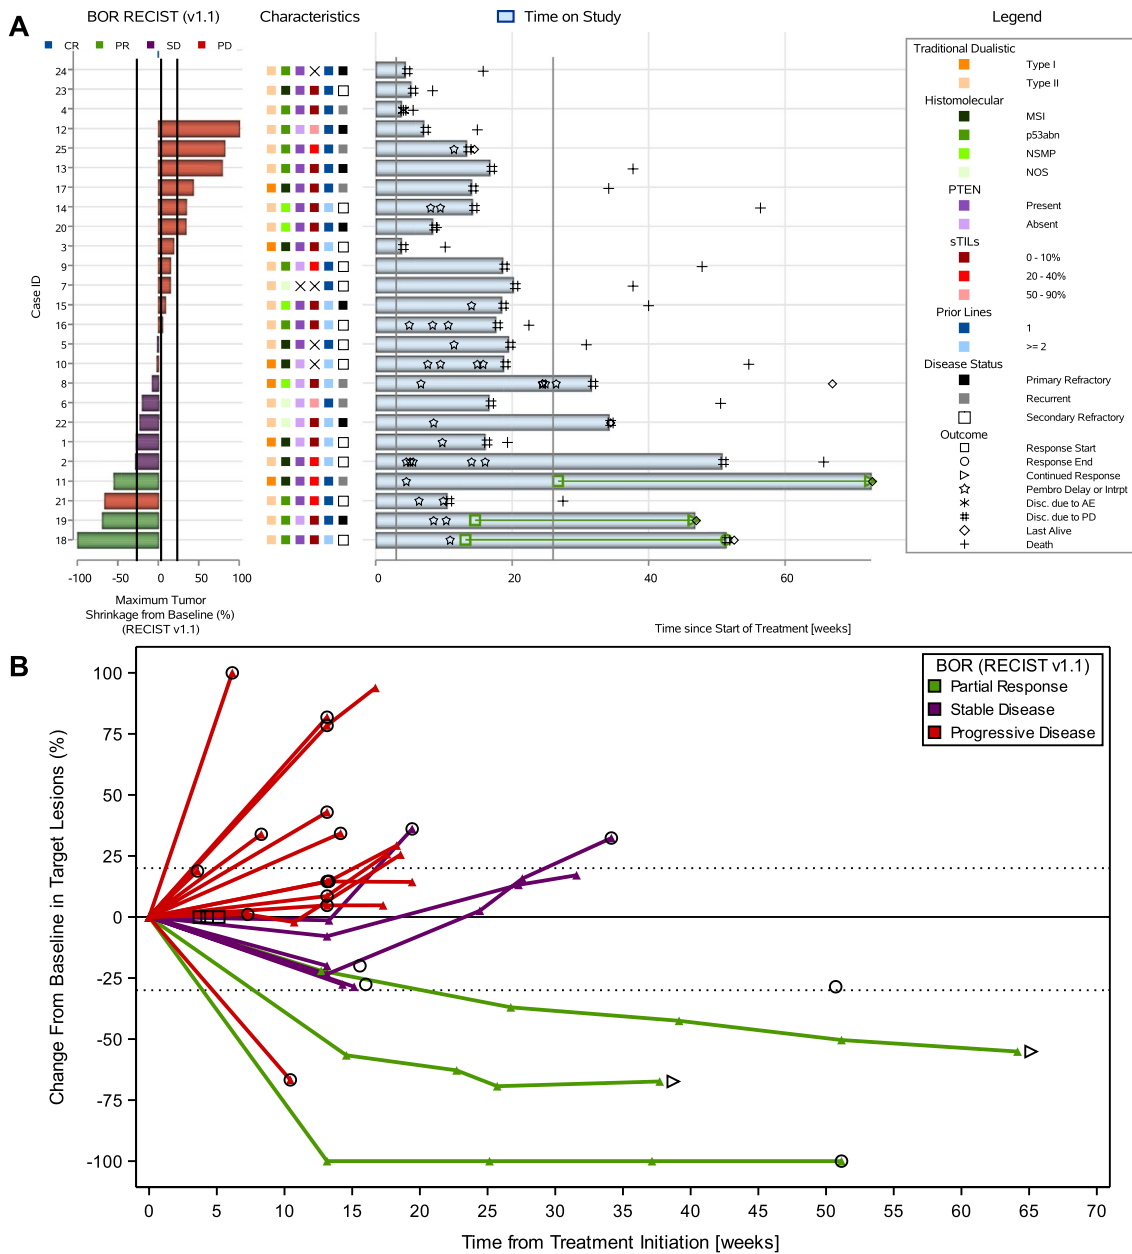 A
BOR RECIST (v1.1)
Characteristics
Time on Study
Legend
CR PR SD PD
Case ID
24
23
4
12
25
13
17
14
20
3
9
7
15
16
5
10
8
6
22
1
2
11
21
19
18
-100 -50 0 50 100
Maximum Tumor
Shrinkage from Baseline (%)
(RECIST v1.1)
0 20 40 60
Time since Start of Treatment [weeks]
Traditional Dualistic
Type I
Type II
Histomolecular
MSI
p53abn
NSMP
NOS
PTEN
Present
Absent
sTILs
0 - 10%
20 - 40%
50 - 90%
Prior Lines
1
>= 2
Disease Status
Primary Refractory
Recurrent
Secondary Refractory
Outcome
Response Start
Response End
Continued Response
Pembro Delay or Intrpt
Disc. due to AE
Disc. due to PD
Last Alive
Death
B
BOR (RECIST v1.1)
Partial Response
Stable Disease
Progressive Disease
Change From Baseline in Target Lesions (%)
100
75
50
25
0
-25
-50
-75
-100
0 5 10 15 20 25 30 35 40 45 50 55 60 65 70
Time from Treatment Initiation [weeks]